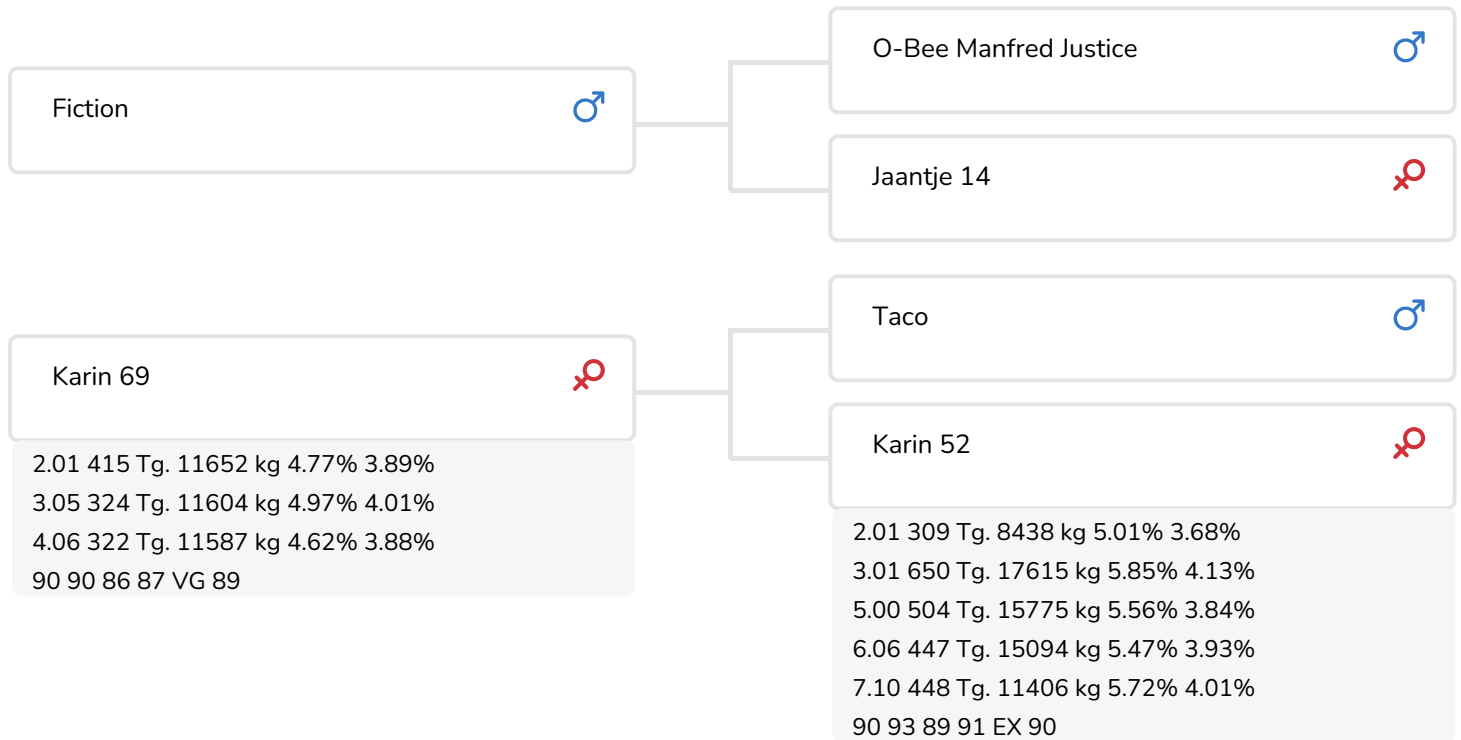 Fiction
O-Bee Manfred Justice
Jaantje 14
Karin 69
2.01 415 Tg. 11652 kg 4.77% 3.89%
3.05 324 Tg. 11604 kg 4.97% 4.01%
4.06 322 Tg. 11587 kg 4.62% 3.88%
90 90 86 87 VG 89
Taco
Karin 52
2.01 309 Tg. 8438 kg 5.01% 3.68%
3.01 650 Tg. 17615 kg 5.85% 4.13%
5.00 504 Tg. 15775 kg 5.56% 3.84%
6.06 447 Tg. 15094 kg 5.47% 3.93%
7.10 448 Tg. 11406 kg 5.72% 4.01%
90 93 89 91 EX 90